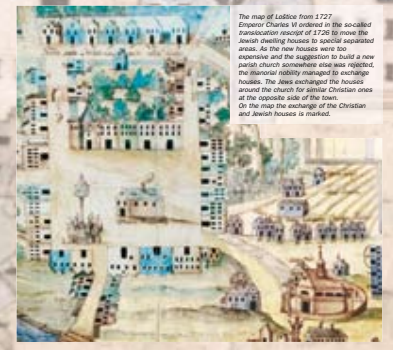 The map of Loštice from 1727
Emperor Charles VI ordered in the so-called
translocation rescript of 1726 to move the
Jewish dwelling houses to special separated
areas. As the new houses were too
expensive and the suggestion to build a new
parish church somewhere else was rejected,
the manorial nobility managed to exchange
houses. The Jews exchanged the houses
around the church for similar Christian ones
at the opposite side of the town.
On the map the exchange of the Christian
and Jewish houses is marked.